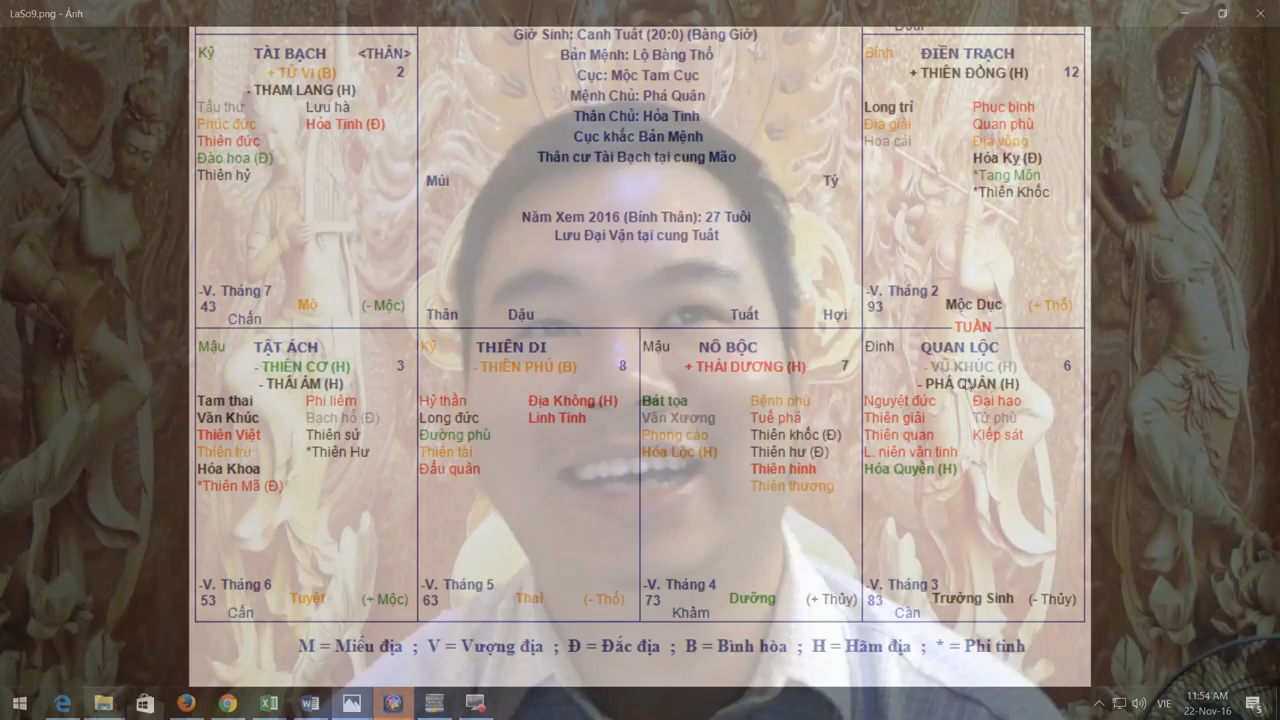 LaSo9.png - Ảnh
Giờ Sinh: Canh Tuất (20:0) (Bàng Giờ)
Bản Mệnh: Lộ Bàng Thổ
Cục: Mộc Tam Cục
Mệnh Chủ: Phá Quân
Thân Chủ: Hỏa Tinh
Cục khắc Bản Mệnh
Thân cư Tài Bạch tại cung Mão
Mùi
Tý
Năm Xem 2016 (Bính Thân): 27 Tuổi
Lưu Đại Vận tại cung Tuất
Thân Dậu Tuất Hợi
Kỷ TÀI BẠCH <THÂN>
+ TỬ VI (B) 2
- THAM LANG (H)
Tấu thư Lưu hà
Phúc đức Hỏa Tinh (Đ)
Thiên đức
Đào hoa (Đ)
Thiên hỷ
-V. Tháng 7
43 Mộ (- Mộc)
Chấn
Bính ĐIỀN TRẠCH
+ THIÊN ĐỒNG (H) 12
Long trì Phục binh
Địa giải Quan phù
Hoa cái Địa võng
Hóa Kỵ (Đ)
*Tang Môn
*Thiên Khốc
-V. Tháng 2
93 Mộc Dục (+ Thổ)
TUẦN
Mậu TẬT ÁCH
- THIÊN CƠ (H) 3
- THÁI ÂM (H)
Tam thai Phi liêm
Văn Khúc Bạch hổ (Đ)
Thiên Việt Thiên sứ
Thiên trù *Thiên Hư
Hóa Khoa
*Thiên Mã (Đ)
-V. Tháng 6
53 Tuyệt (+ Mộc)
Cấn
Kỷ THIÊN DI
- THIÊN PHỦ (B) 8
Hỷ thần Địa Không (H)
Long đức Linh Tinh
Đường phù
Thiên tài
Đẩu quân
-V. Tháng 5
63 Thai (- Thổ)
Mậu NÔ BỘC
+ THÁI DƯƠNG (H) 7
Bát tọa Bệnh phù
Văn Xương Tuế phá
Phong cáo Thiên khốc (Đ)
Hóa Lộc (H) Thiên hư (Đ)
Thiên hình
Thiên thương
-V. Tháng 4
73 Dưỡng (+ Thủy)
Khảm
Đinh QUAN LỘC
- VŨ KHÚC (H) 6
- PHÁ QUÂN (H)
Nguyệt đức Đại hao
Thiên giải Tử phù
Thiên quan Kiếp sát
L. niên văn tinh
Hóa Quyền (H)
-V. Tháng 3
83 Trường Sinh (- Thủy)
Càn
M = Miếu địa ; V = Vượng địa ; Đ = Đắc địa ; B = Bình hòa ; H = Hãm địa ; * = Phi tinh
VIE
11:54 AM
22-Nov-16
5